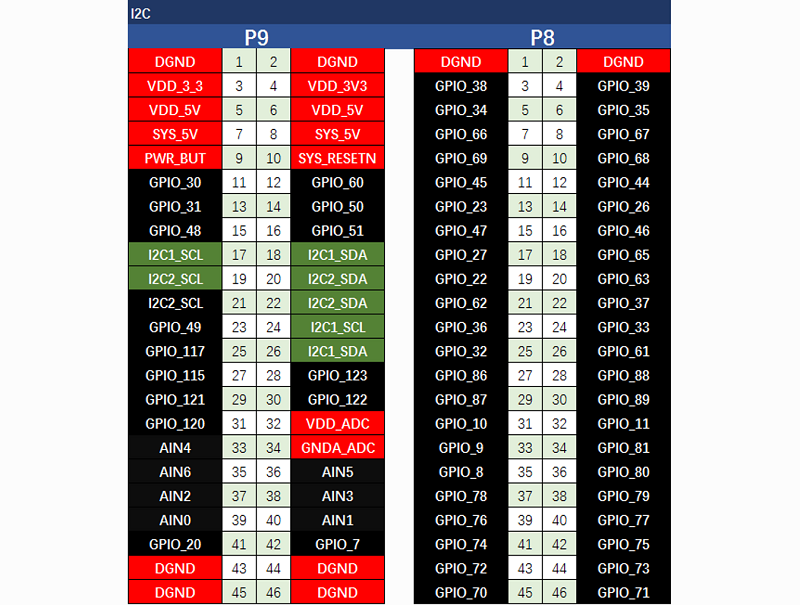 I2C
P9 P8
DGND 1 2 DGND DGND 1 2 DGND
VDD_3_3 3 4 VDD_3V3 GPIO_38 3 4 GPIO_39
VDD_5V 5 6 VDD_5V GPIO_34 5 6 GPIO_35
SYS_5V 7 8 SYS_5V GPIO_66 7 8 GPIO_67
PWR_BUT 9 10 SYS_RESETN GPIO_69 9 10 GPIO_68
GPIO_30 11 12 GPIO_60 GPIO_45 11 12 GPIO_44
GPIO_31 13 14 GPIO_50 GPIO_23 13 14 GPIO_26
GPIO_48 15 16 GPIO_51 GPIO_47 15 16 GPIO_46
I2C1_SCL 17 18 I2C1_SDA GPIO_27 17 18 GPIO_65
I2C2_SCL 19 20 I2C2_SDA GPIO_22 19 20 GPIO_63
I2C2_SCL 21 22 I2C2_SDA GPIO_62 21 22 GPIO_37
GPIO_49 23 24 I2C1_SCL GPIO_36 23 24 GPIO_33
GPIO_117 25 26 I2C1_SDA GPIO_32 25 26 GPIO_61
GPIO_115 27 28 GPIO_123 GPIO_86 27 28 GPIO_88
GPIO_121 29 30 GPIO_122 GPIO_87 29 30 GPIO_89
GPIO_120 31 32 VDD_ADC GPIO_10 31 32 GPIO_11
AIN4 33 34 GNDA_ADC GPIO_9 33 34 GPIO_81
AIN6 35 36 AIN5 GPIO_8 35 36 GPIO_80
AIN2 37 38 AIN3 GPIO_78 37 38 GPIO_79
AIN0 39 40 AIN1 GPIO_76 39 40 GPIO_77
GPIO_20 41 42 GPIO_7 GPIO_74 41 42 GPIO_75
DGND 43 44 DGND GPIO_72 43 44 GPIO_73
DGND 45 46 DGND GPIO_70 45 46 GPIO_71